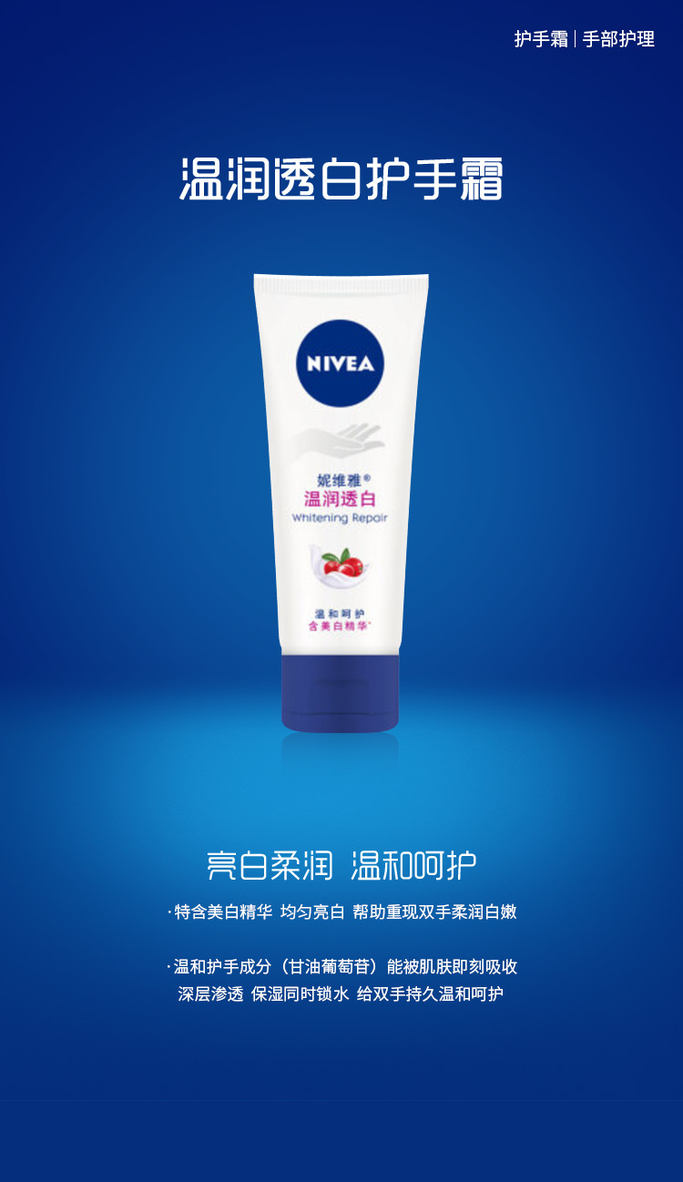 护手霜|手部护理
温润透白护手霜
NIVEA
妮维雅®
温润透白
Whitening Repair
温和呵护
含美白精华*
亮白柔润 温和呵护
·特含美白精华 均匀亮白 帮助重现双手柔润白嫩
·温和护手成分（甘油葡萄苷）能被肌肤即刻吸收
深层渗透 保湿同时锁水 给双手持久温和呵护